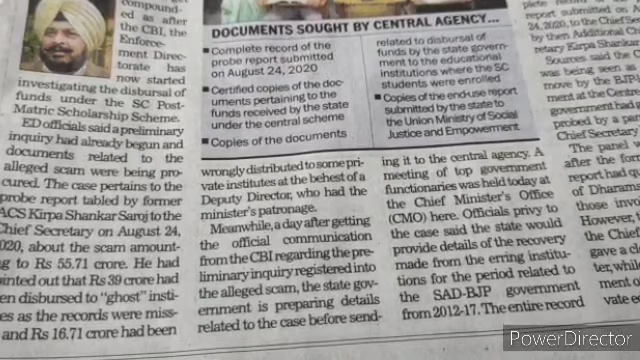 compound-
ed as after
the CBI, the
Enforce-
ment Direc-
torate has
now started
investigating the disbursal of
funds under the SC Post-
Matric Scholarship Scheme.
ED officials said a preliminary
inquiry had already begun and
documents related to the
alleged scam were being pro-
cured. The case pertains to the
probe report tabled by former
ACS Kirpa Shankar Saroj to the
Chief Secretary on August 24,
020, about the scam amount-
g to Rs 55.71 crore. He had
inted out that Rs 39 crore had
en disbursed to "ghost" insti-
es as the records were miss-
and Rs 16.71 crore had been
DOCUMENTS SOUGHT BY CENTRAL AGENCY...
■ Complete record of the
probe report submitted
on August 24, 2020
■ Certified copies of the doc-
uments pertaining to the
funds received by the state
under the central scheme
■ Copies of the documents
related to disbursal of
funds by the state govern-
ment to the educational
institutions where the SC
students were enrolled
■ Copies of the end-use report
submitted by the state to
the Union Ministry of Social
Justice and Empowerment
wrongly distributed to some pri-
vate institutes at the behest of a
Deputy Director, who had the
minister's patronage.
Meanwhile, a day after getting
the official communication
from the CBI regarding the pre-
liminary inquiry registered into
the alleged scam, the state gov-
ernment is preparing details
related to the case before send-
ing it to the central agency. A
meeting of top government
functionaries was held today at
the Chief Minister's Office
(CMO) here. Officials privy to
the case said the state would
provide details of the recovery
made from the erring institu-
tions for the period related to
the SAD-BJP government
from 2012-17. The entire record
report submitted on
24, 2020, to the Chief S
by then Additional Ch
retary Kirpa Shanka
Sources said the C
was being seen as
move by the BJP
ment at the Centre
government had
probed by a pan
Chief Secretary
The panel
after the for
report had qu
of Dharam
those invo
However,
the Chief
gave a c
ter, while
ment o
vate e
PowerDirector